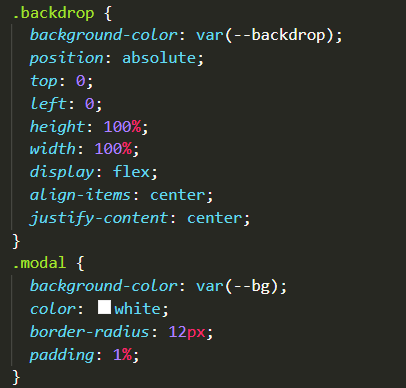 .backdrop {
  background-color: var(--backdrop);
  position: absolute;
  top: 0;
  left: 0;
  height: 100%;
  width: 100%;
  display: flex;
  align-items: center;
  justify-content: center;
}
.modal {
  background-color: var(--bg);
  color: white;
  border-radius: 12px;
  padding: 1%;
}